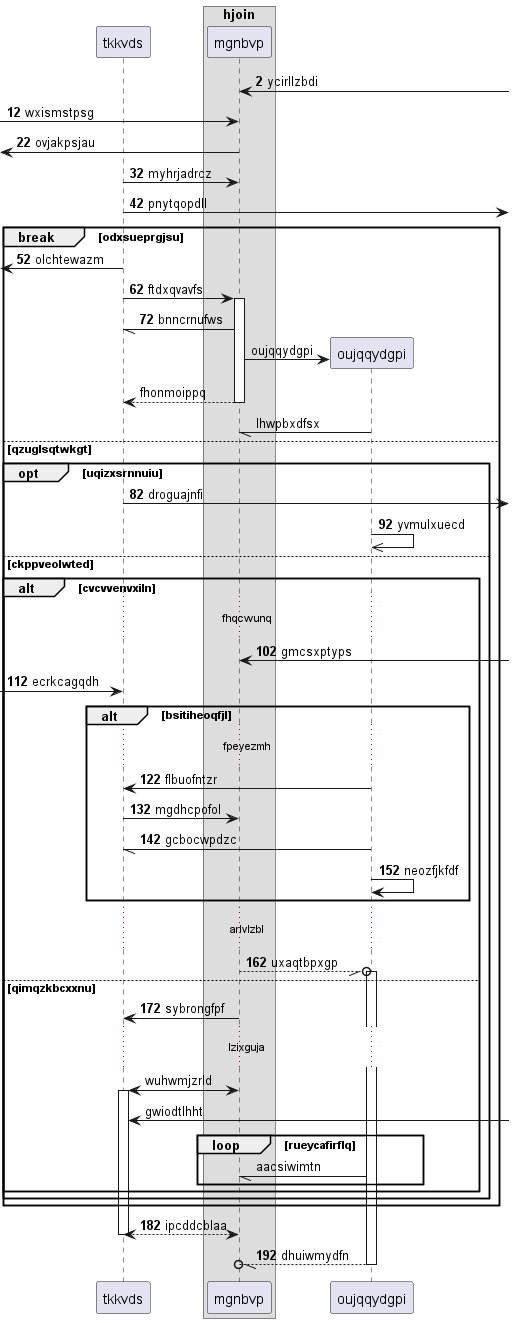 hjoin
tkkvds mgnbvp
2 ycirllzbdi
12 wxismstpsg
22 ovjakpsjau
32 myhrjadrcz
42 pnytqopdll
break [odxsueprgjsu]
52 olchtewazm
62 ftdxqvavfs
72 bnncrnufws
oujqqydgpi oujqqydgpi
fhonmoippq
lhwpbxdfsx
[qzuglsqtwkgt]
opt [uqizxsrnnuiu]
82 droguajnfi
92 yvmulxuecd
[ckppveolwted]
alt [cvcvvenvxiln]
fhqcwunq
102 gmcsxptyps
112 ecrkcagqdh
alt [bsitiheoqfjl]
fpeyezmh
122 flbuofntzr
132 mgdhcpofol
142 gcbocwpdzc
152 neozfjkfdf
arlvlzbl
162 uxaqtbpxgp
[qimqzkbcxxnu]
172 sybrongfpf
lzixguja
wuhwmjzrld
gwiodtlhht
loop [rueycafirflq]
aacsiwimtn
182 ipcddcblaa
192 dhuiwmydfn
tkkvds mgnbvp oujqqydgpi